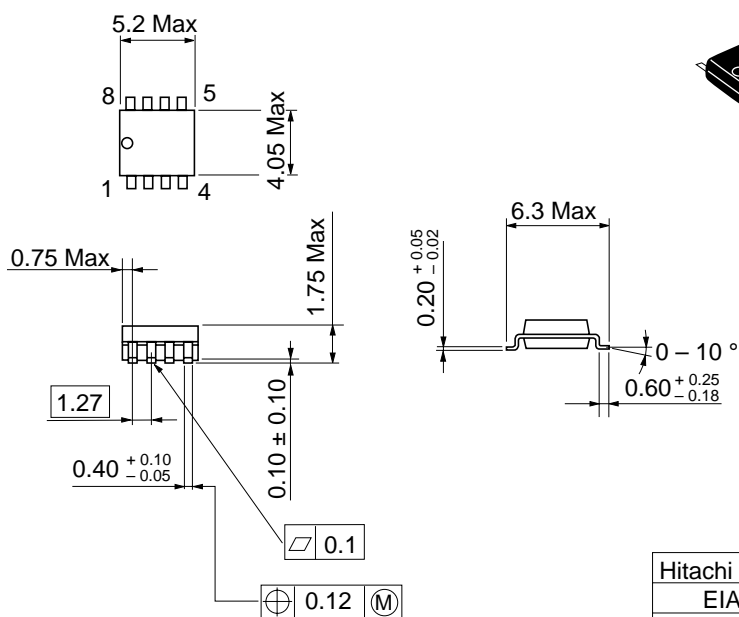 5.2 Max
8 5
4.05 Max
1 4
6.3 Max
0.75 Max
1.75 Max
0.20 + 0.05 − 0.02
0 – 10 °
1.27
0.10 ± 0.10
0.60 + 0.25 − 0.18
0.40 + 0.10 − 0.05
0.1
0.12 Ⓜ
Hitachi
EIA